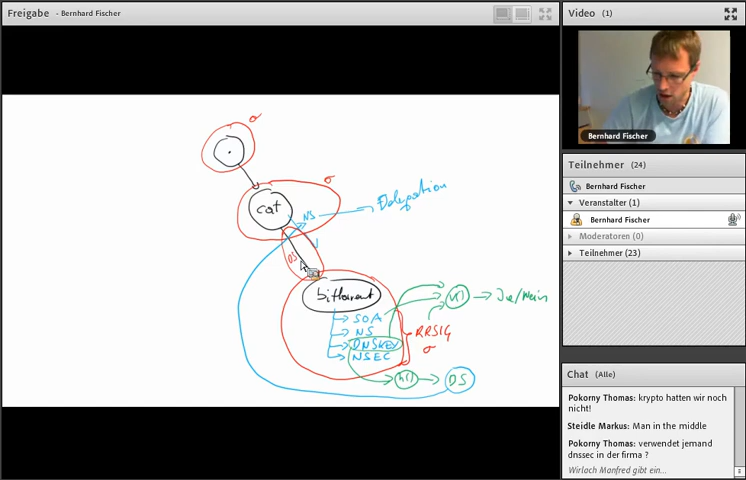 Freigabe - Bernhard Fischer
.
σ
cat
σ
NS
Delegation
DS
bitfurent
SOA
NS
DNSKEY
NSEC
RRSIG
σ
v()
h()
DS
Video (1)
Bernhard Fischer
Teilnehmer (24)
Bernhard Fischer
Veranstalter (1)
Bernhard Fischer
Moderatoren (0)
Teilnehmer (23)
Chat (Alle)
Pokorny Thomas: krypto hatten wir noch
nicht!
Steidle Markus: Man in the middle
Pokorny Thomas: verwendet jemand
dnssec in der firma ?
Wirlach Manfred gibt ein...